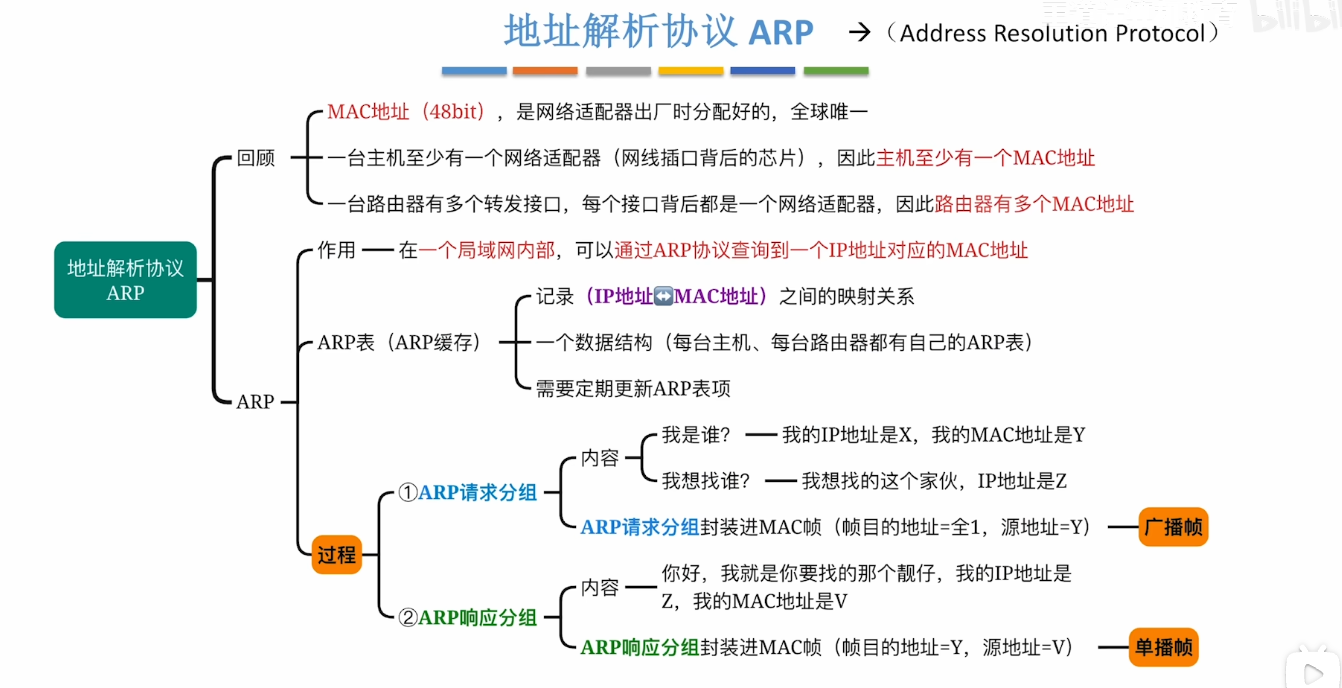 地址解析协议 ARP →（Address Resolution Protocol）
MAC地址（48bit），是网络适配器出厂时分配好的，全球唯一
回顾
一台主机至少有一个网络适配器（网线插口背后的芯片），因此主机至少有一个MAC地址
一台路由器有多个转发接口，每个接口背后都是一个网络适配器，因此路由器有多个MAC地址
地址解析协议
ARP
作用
在一个局域网内部，可以通过ARP协议查询到一个IP地址对应的MAC地址
记录（IP地址↔MAC地址）之间的映射关系
ARP表（ARP缓存）
一个数据结构（每台主机、每台路由器都有自己的ARP表）
需要定期更新ARP表项
ARP
我是谁？
我的IP地址是X，我的MAC地址是Y
内容
我想找谁？
我想找的这个家伙，IP地址是Z
①ARP请求分组
ARP请求分组封装进MAC帧（帧目的地址=全1，源地址=Y）
广播帧
过程
内容
你好，我就是你要找的那个靓仔，我的IP地址是
Z，我的MAC地址是V
②ARP响应分组
ARP响应分组封装进MAC帧（帧目的地址=Y，源地址=V）
单播帧